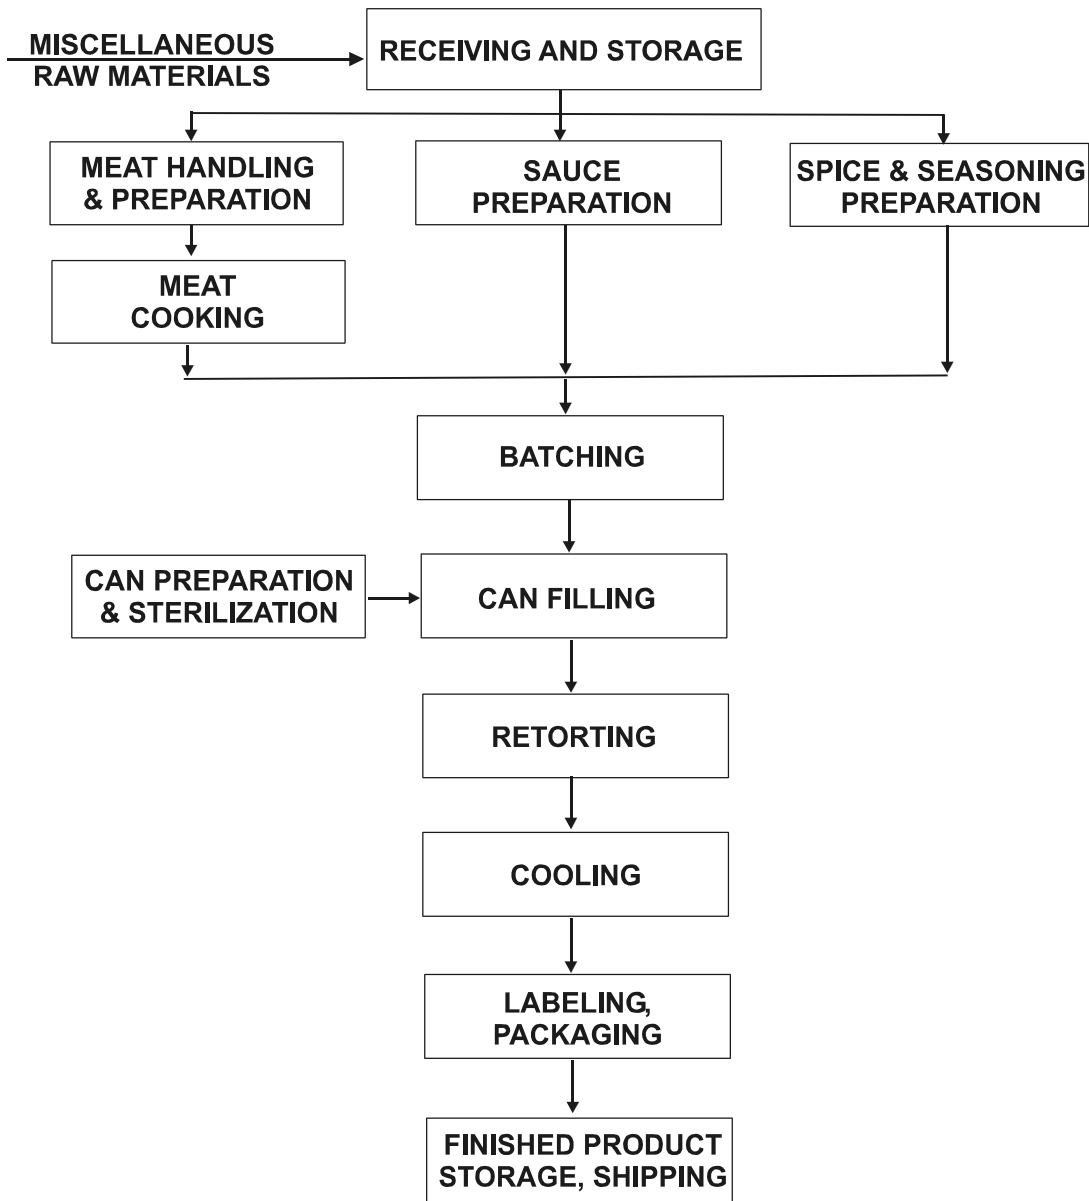 MISCELLANEOUS
RAW MATERIALS
RECEIVING AND STORAGE
MEAT HANDLING
& PREPARATION
SAUCE
PREPARATION
SPICE & SEASONING
PREPARATION
MEAT
COOKING
BATCHING
CAN PREPARATION
& STERILIZATION
CAN FILLING
RETORTING
COOLING
LABELING,
PACKAGING
FINISHED PRODUCT
STORAGE, SHIPPING